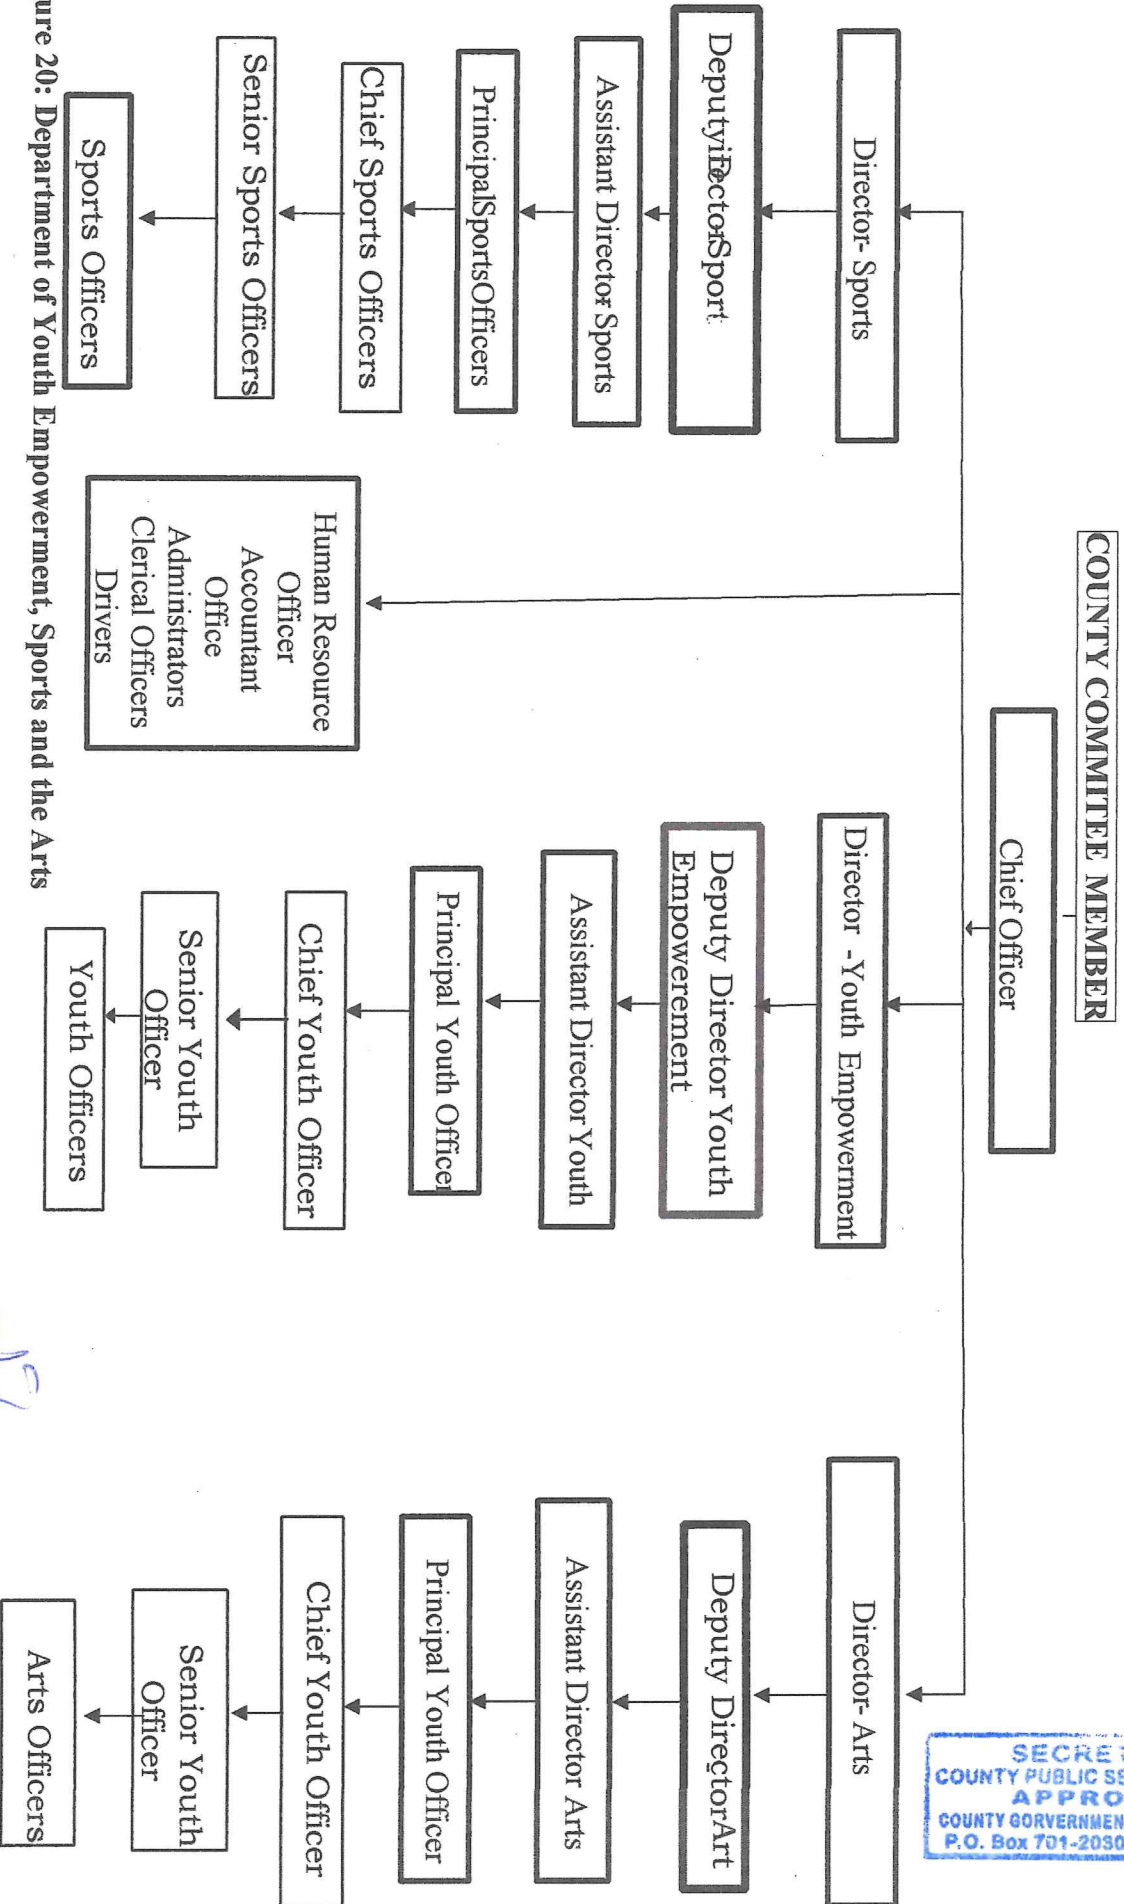 COUNTY COMMITEE MEMBER
Chief Officer
Director- Sports
DeputyiDectorSport
Assistant Director Sports
PrincipalSportsOfficers
Chief Sports Officers
Senior Sports Officers
Sports Officers
Human Resource
Officer
Accountant
Office
Administrators
Clerical Officers
Drivers
Director -Youth Empowerment
Deputy Director Youth
Empowerement
Assistant Director Youth
Principal Youth Officer
Chief Youth Officer
Senior Youth
Officer
Youth Officers
Director- Arts
Deputy DirectorArt
Assistant Director Arts
Principal Youth Officer
Chief Youth Officer
Senior Youth
Officer
Arts Officers
ure 20: Department of Youth Empowerment, Sports and the Arts
SECRET
COUNTY PUBLIC SE
APPRO
COUNTY GORVERNMEN
P.O. Box 701-2030